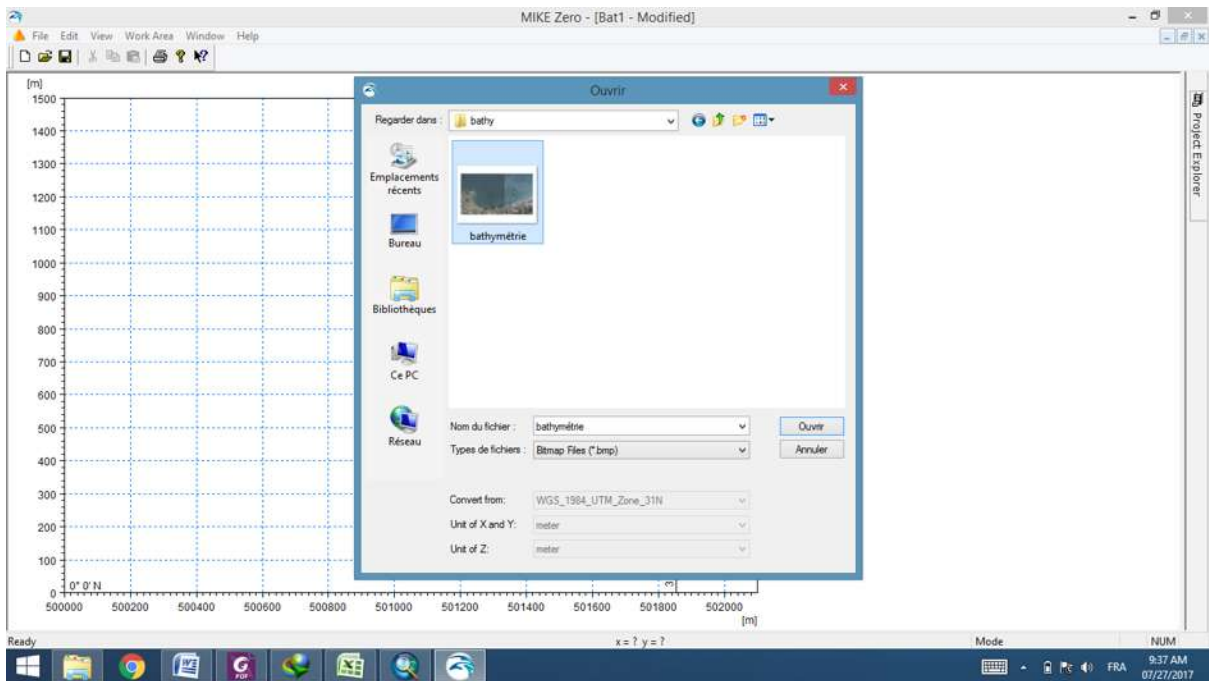 MIKE Zero - [Bat1 - Modified]
File Edit View Work Area Window Help
[m]
1500
1400
1300
1200
1100
1000
900
800
700
600
500
400
300
200
100
0
0° 0' N
3
500000 500200 500400 500600 500800 501000 501200 501400 501600 501800 502000
[m]
Ouvrir
Regarder dans : bathy
Emplacements récents
Bureau
Bibliothèques
Ce PC
Réseau
bathymétrie
Nom du fichier : bathymétrie Ouvrir
Types de fichiers : Bitmap Files (*.bmp) Annuler
Convert from: WGS_1984_UTM_Zone_31N
Unit of X and Y: meter
Unit of Z: meter
Project Explorer
Ready x = ? y = ? Mode NUM
FRA 9:37 AM
07/27/2017